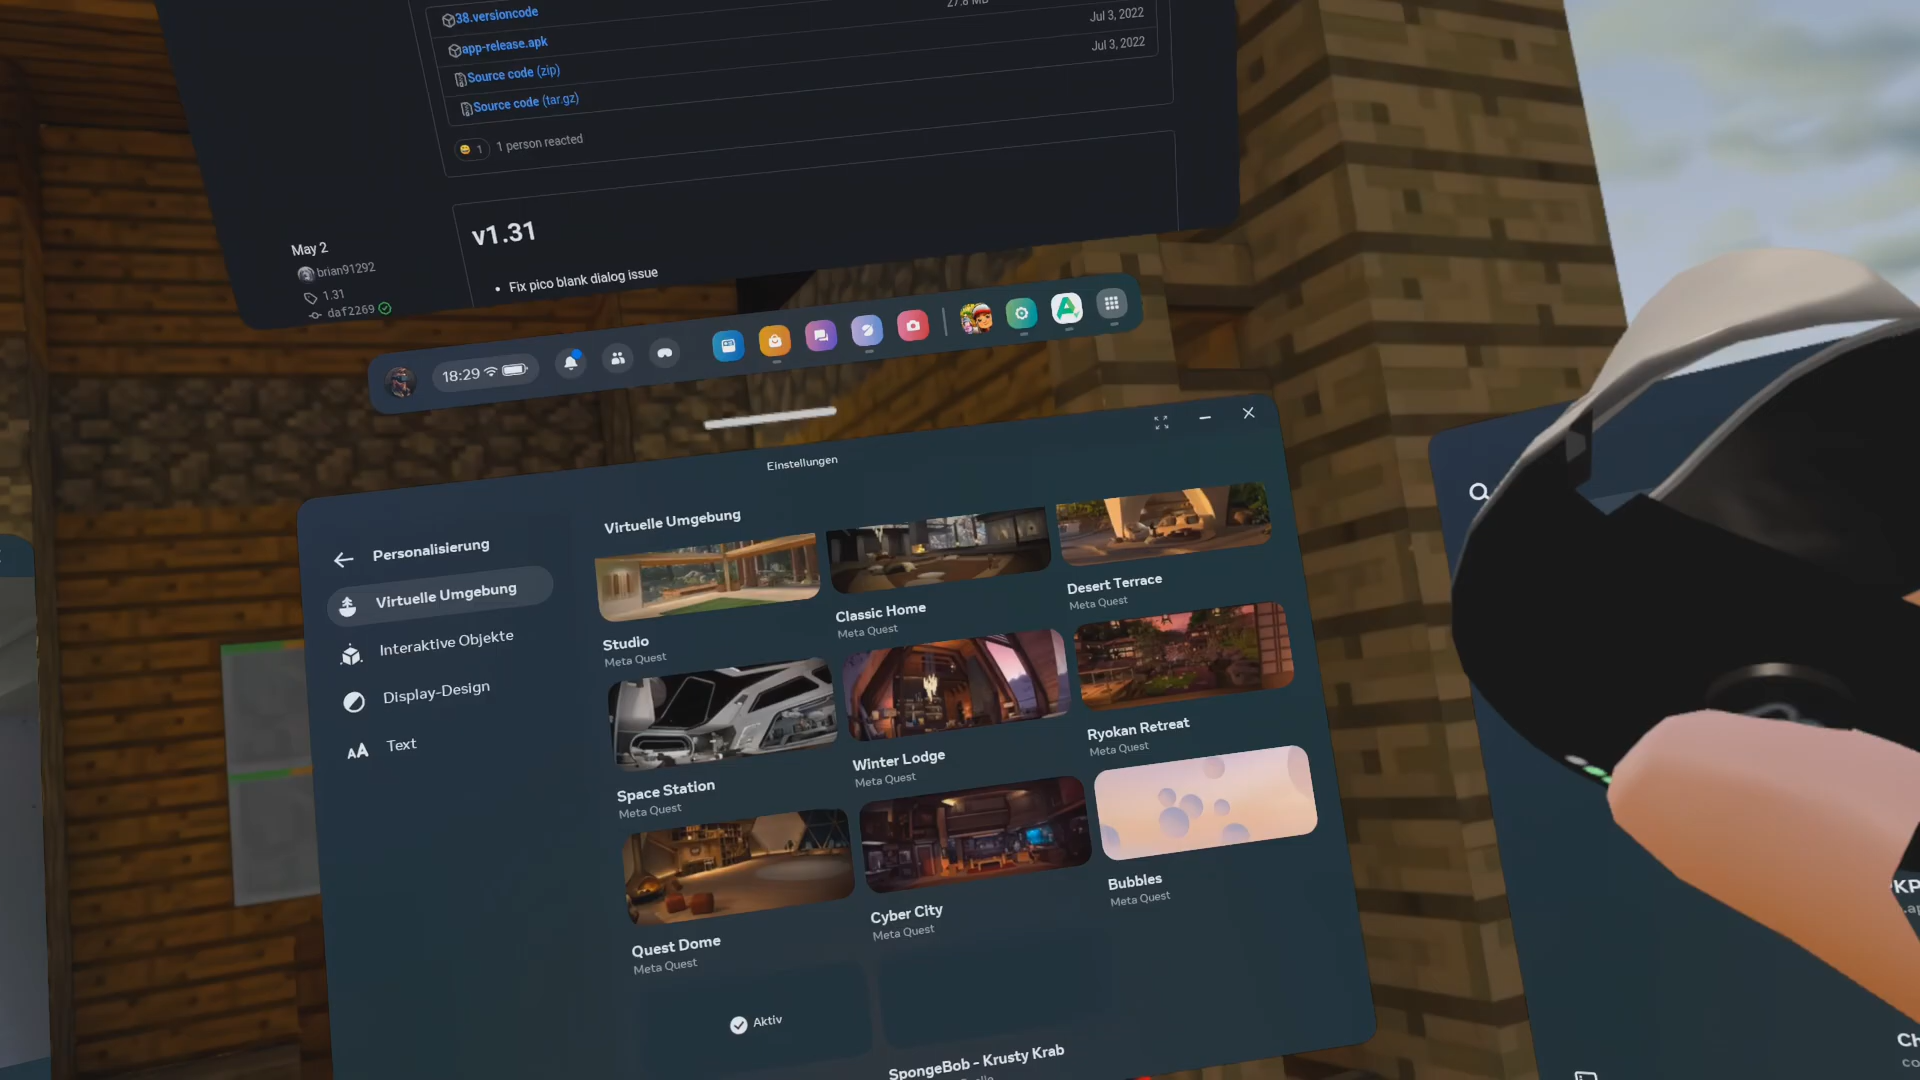 38.versioncode
27.8 MB
app-release.apk
Jul 3, 2022
Source code (zip)
Jul 3, 2022
Source code (tar.gz)
1
1 person reacted
May 2
brian91292
1.31
daf2269
v1.31
Fix pico blank dialog issue
18:29
Einstellungen
Personalisierung
Virtuelle Umgebung
Interaktive Objekte
Display-Design
AA Text
Virtuelle Umgebung
Studio
Meta Quest
Classic Home
Meta Quest
Desert Terrace
Meta Quest
Space Station
Meta Quest
Winter Lodge
Meta Quest
Ryokan Retreat
Meta Quest
Quest Dome
Meta Quest
Cyber City
Meta Quest
Bubbles
Meta Quest
Aktiv
SpongeBob - Krusty Krab